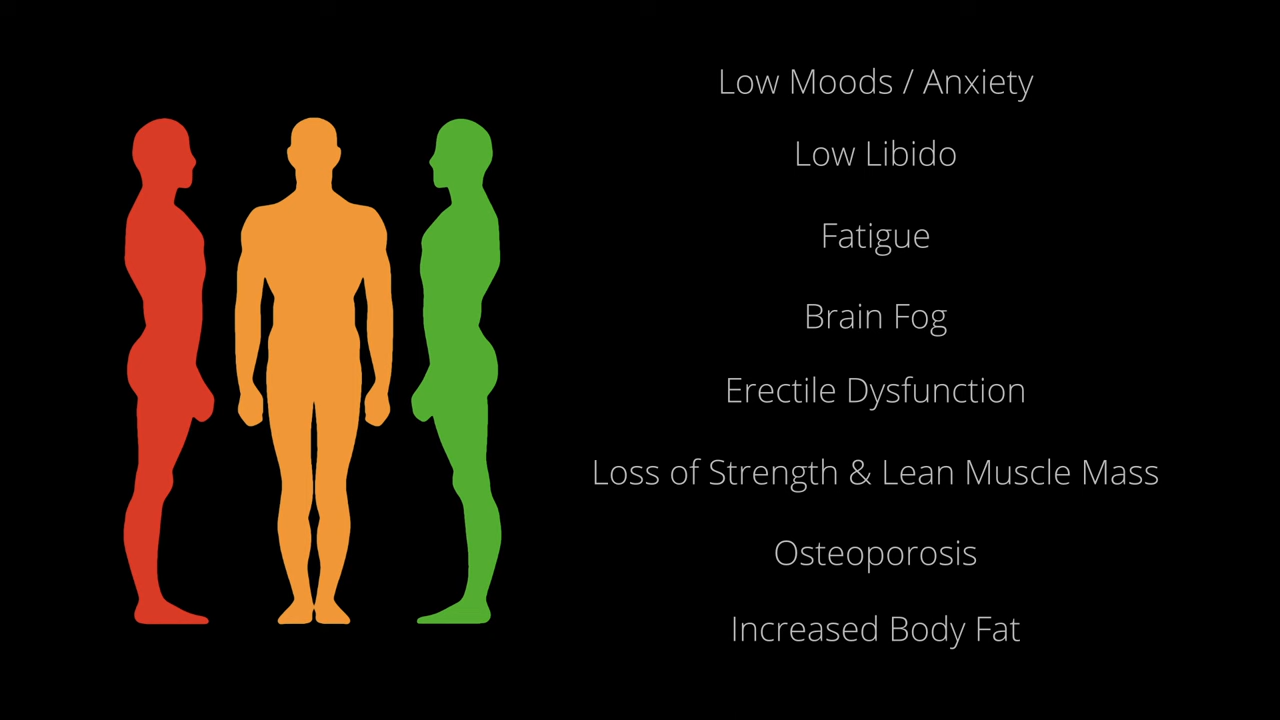 Low Moods / Anxiety
Low Libido
Fatigue
Brain Fog
Erectile Dysfunction
Loss of Strength & Lean Muscle Mass
Osteoporosis
Increased Body Fat